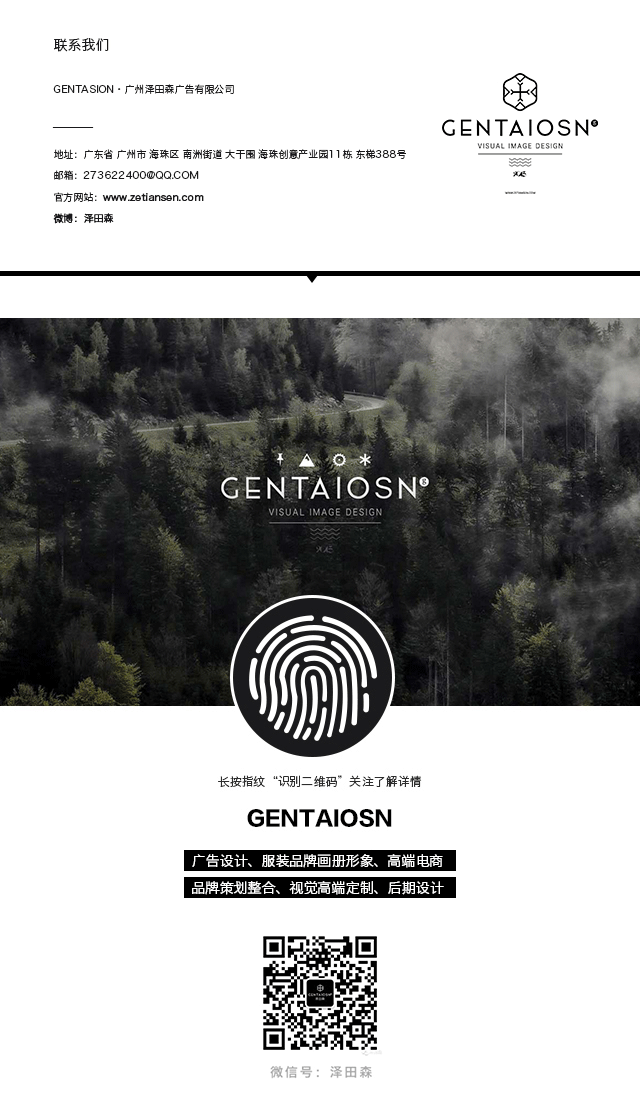 联系我们
GENTASION · 广州泽田森广告有限公司
地址：广东省 广州市 海珠区 南洲街道 大干围 海珠创意产业园11栋 东梯388号
邮箱：273622400@QQ.COM
官方网站：www.zetiansen.com
微博：泽田森
GENTAIOSN®
VISUAL IMAGE DESIGN
GENTAIOSN®
VISUAL IMAGE DESIGN
长按指纹“识别二维码”关注了解详情
GENTAIOSN
广告设计、服装品牌画册形象、高端电商
品牌策划整合、视觉高端定制、后期设计
GENTAIOSN
微信号：泽田森